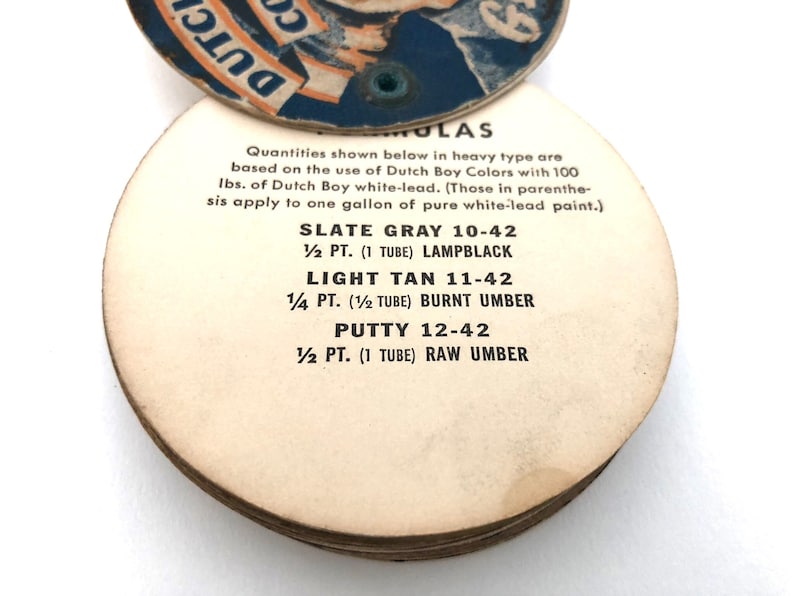 DUTCH
CO
FORMULAS
Quantities shown below in heavy type are
based on the use of Dutch Boy Colors with 100
lbs. of Dutch Boy white-lead. (Those in parenthe-
sis apply to one gallon of pure white-lead paint.)
SLATE GRAY 10-42
½ PT. (1 TUBE) LAMPBLACK
LIGHT TAN 11-42
¼ PT. (½ TUBE) BURNT UMBER
PUTTY 12-42
½ PT. (1 TUBE) RAW UMBER